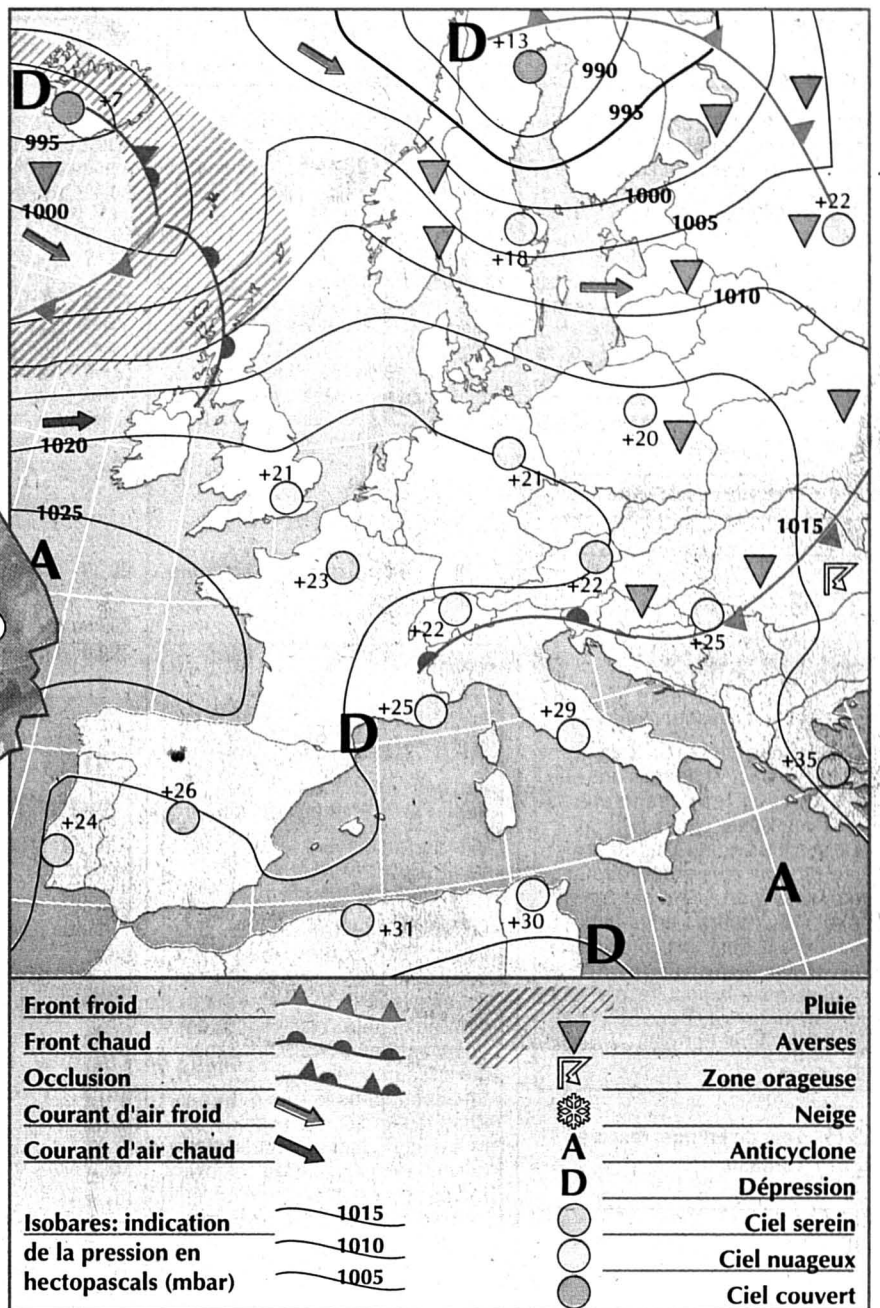 D
+13
990
D
+7
995
995
1000
1000
+22
1005
+18
1010
1020
+20
+21
+21
1025
1015
A
+23
+22
+22
+25
+25
+29
D
+35
+26
+24
A
+31
+30
D
Front froid
Front chaud
Occlusion
Courant d'air froid
Courant d'air chaud
Isobares: indication
de la pression en
hectopascals (mbar)
1015
1010
1005
Pluie
Averses
Zone orageuse
Neige
A Anticyclone
D Dépression
Ciel serein
Ciel nuageux
Ciel couvert